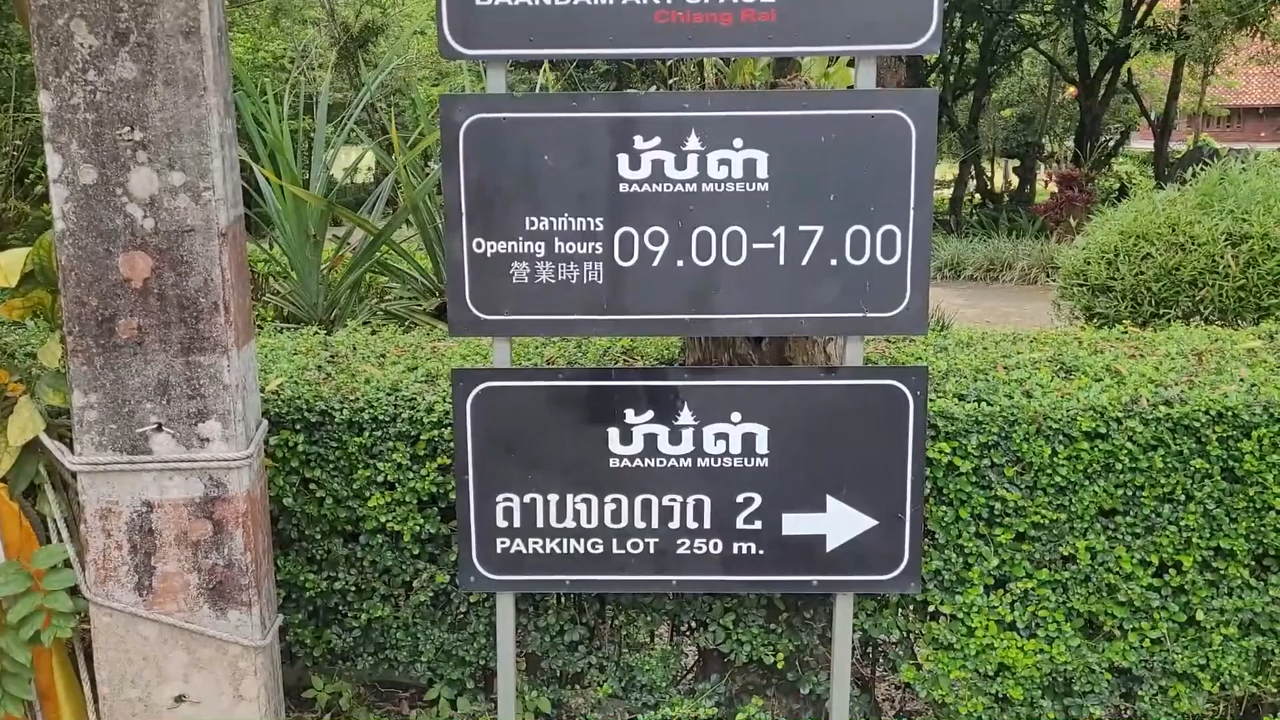 BAANDAM ART SPACE
Chiang Rai
บ้านดำ
BAANDAM MUSEUM
เวลาทำการ
Opening hours
營業時間
09.00-17.00
บ้านดำ
BAANDAM MUSEUM
ลานจอดรถ 2
PARKING LOT 250 m.